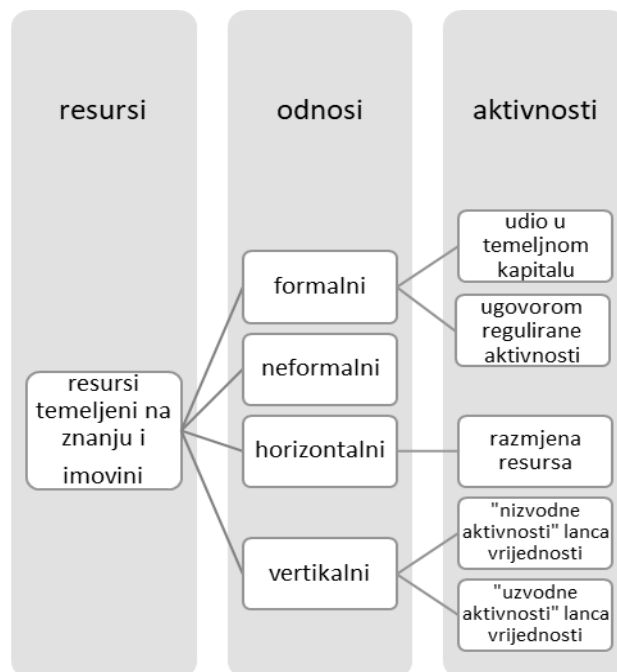 resursi
odnosi
aktivnosti
resursi
temeljeni na
znanju i
imovini
formalni
neformalni
horizontalni
vertikalni
udio u
temeljnom
kapitalu
ugovorom
regulirane
aktivnosti
razmjena
resursa
"nizvodne
aktivnosti" lanca
vrijednosti
"uzvodne
aktivnosti" lanca
vrijednosti